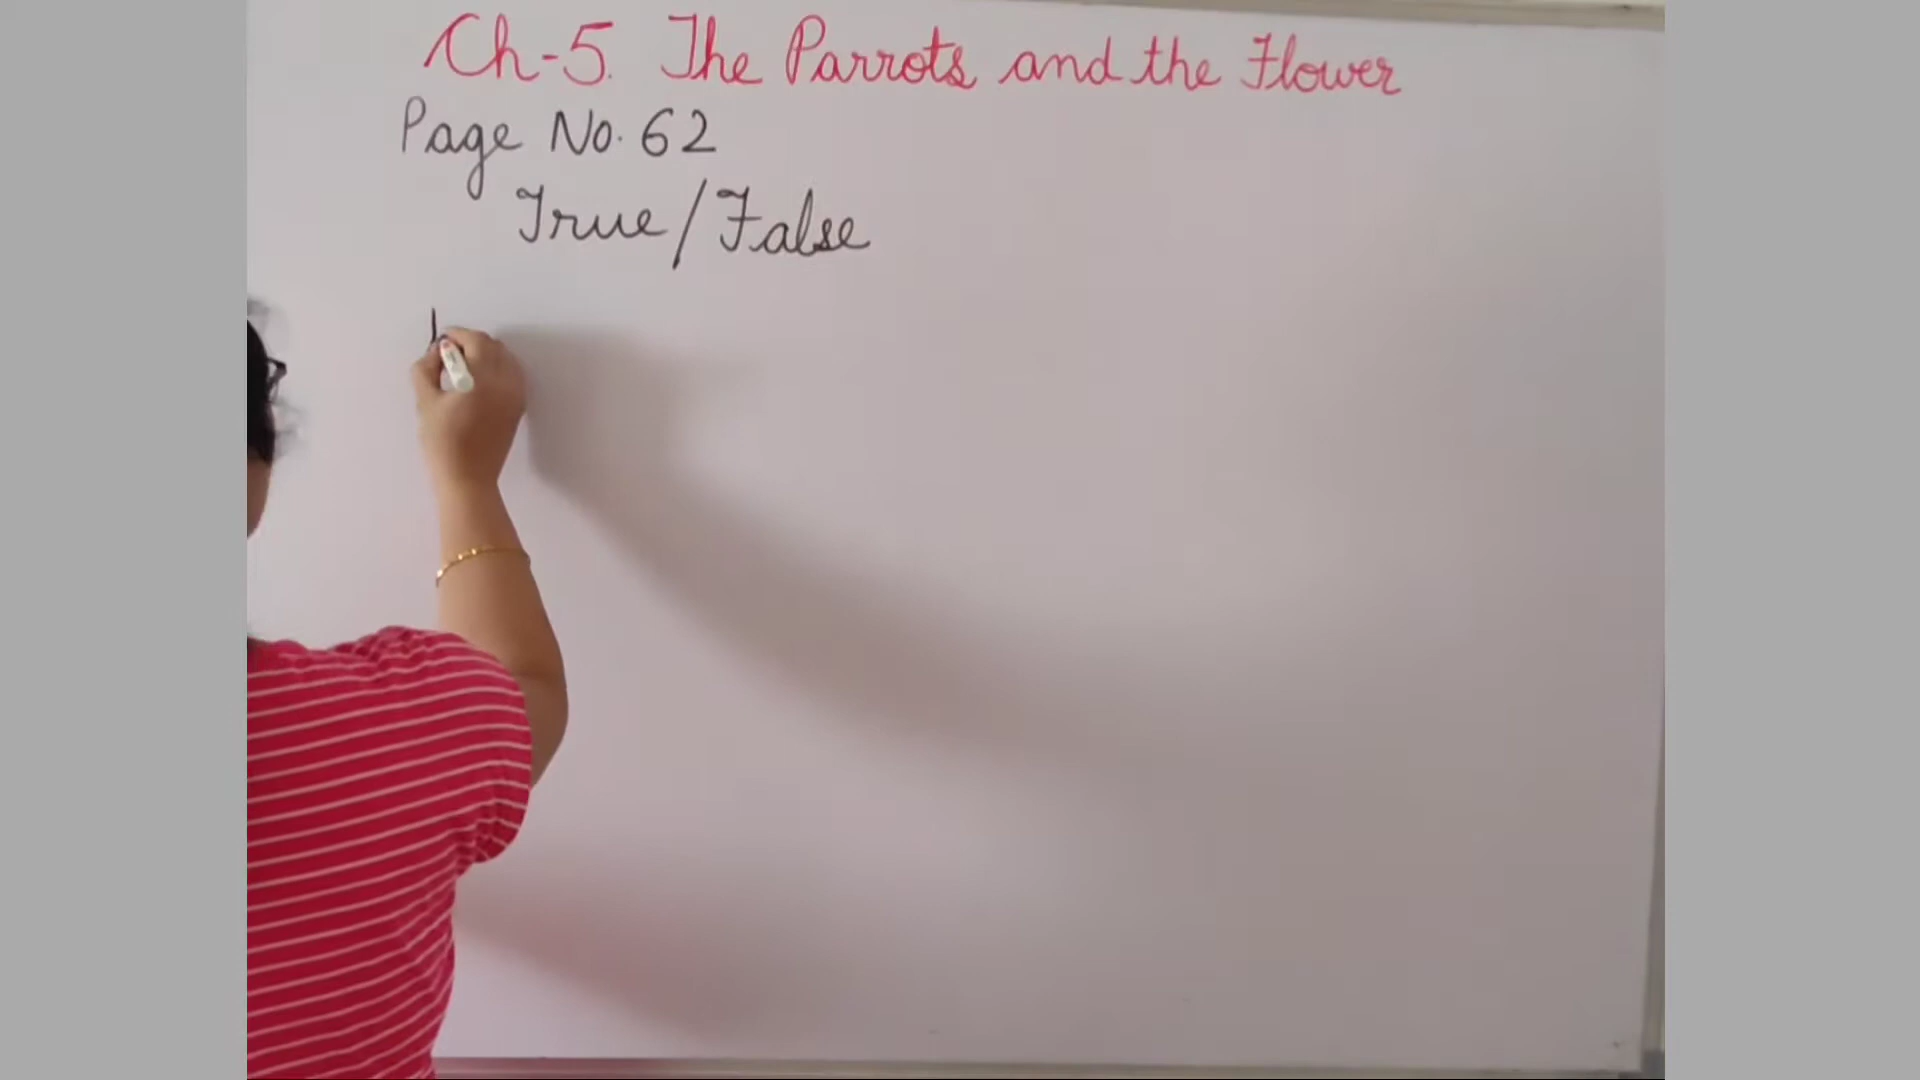 Ch-5. The Parrots and the Flower
Page No. 62
True/False